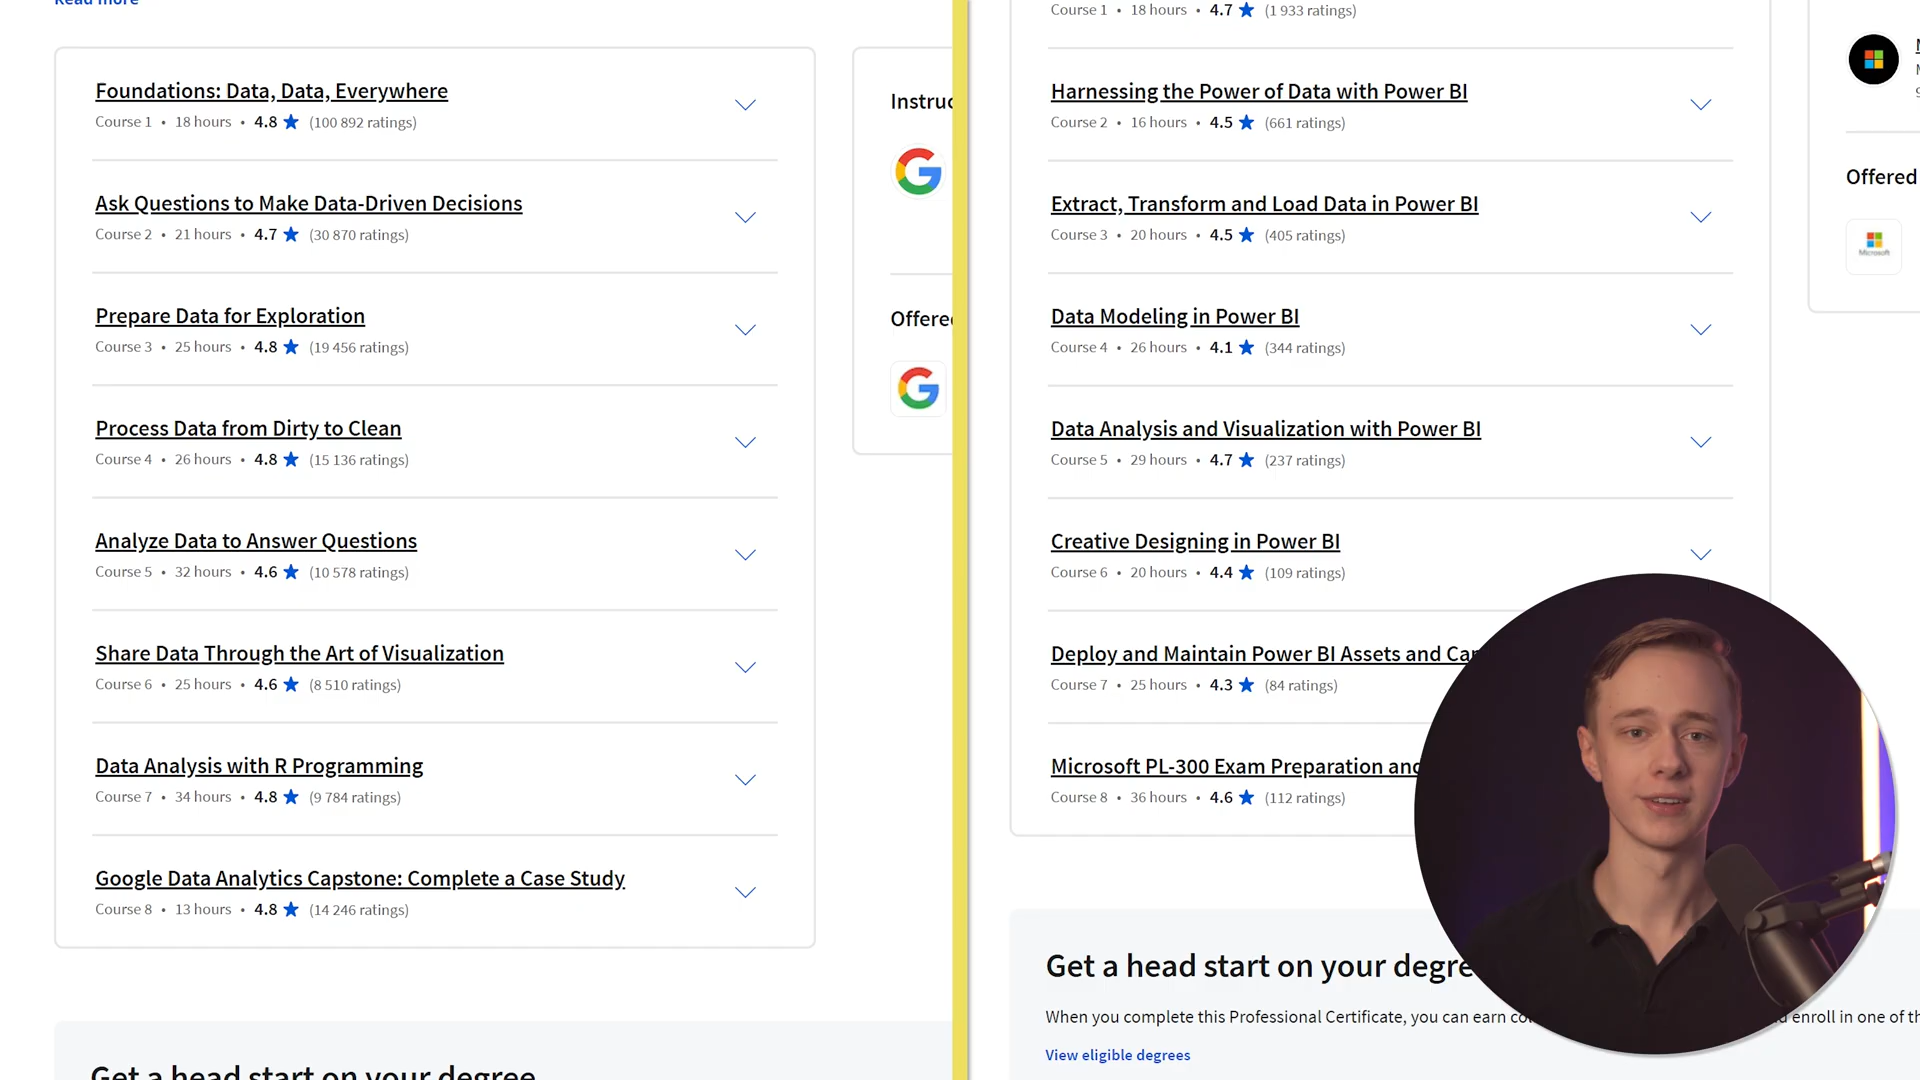 Read more
Foundations: Data, Data, Everywhere
Course 1 • 18 hours • 4.8 ★ (100 892 ratings)
Ask Questions to Make Data-Driven Decisions
Course 2 • 21 hours • 4.7 ★ (30 870 ratings)
Prepare Data for Exploration
Course 3 • 25 hours • 4.8 ★ (19 456 ratings)
Process Data from Dirty to Clean
Course 4 • 26 hours • 4.8 ★ (15 136 ratings)
Analyze Data to Answer Questions
Course 5 • 32 hours • 4.6 ★ (10 578 ratings)
Share Data Through the Art of Visualization
Course 6 • 25 hours • 4.6 ★ (8 510 ratings)
Data Analysis with R Programming
Course 7 • 34 hours • 4.8 ★ (9 784 ratings)
Google Data Analytics Capstone: Complete a Case Study
Course 8 • 13 hours • 4.8 ★ (14 246 ratings)
Get a head start on your degree
Instruc
Offere
Course 1 • 18 hours • 4.7 ★ (1 933 ratings)
Harnessing the Power of Data with Power BI
Course 2 • 16 hours • 4.5 ★ (661 ratings)
Extract, Transform and Load Data in Power BI
Course 3 • 20 hours • 4.5 ★ (405 ratings)
Data Modeling in Power BI
Course 4 • 26 hours • 4.1 ★ (344 ratings)
Data Analysis and Visualization with Power BI
Course 5 • 29 hours • 4.7 ★ (237 ratings)
Creative Designing in Power BI
Course 6 • 20 hours • 4.4 ★ (109 ratings)
Deploy and Maintain Power BI Assets and Ca
Course 7 • 25 hours • 4.3 ★ (84 ratings)
Microsoft PL-300 Exam Preparation and
Course 8 • 36 hours • 4.6 ★ (112 ratings)
Get a head start on your degre
When you complete this Professional Certificate, you can earn co enroll in one of th
View eligible degrees
Offered
Microsoft